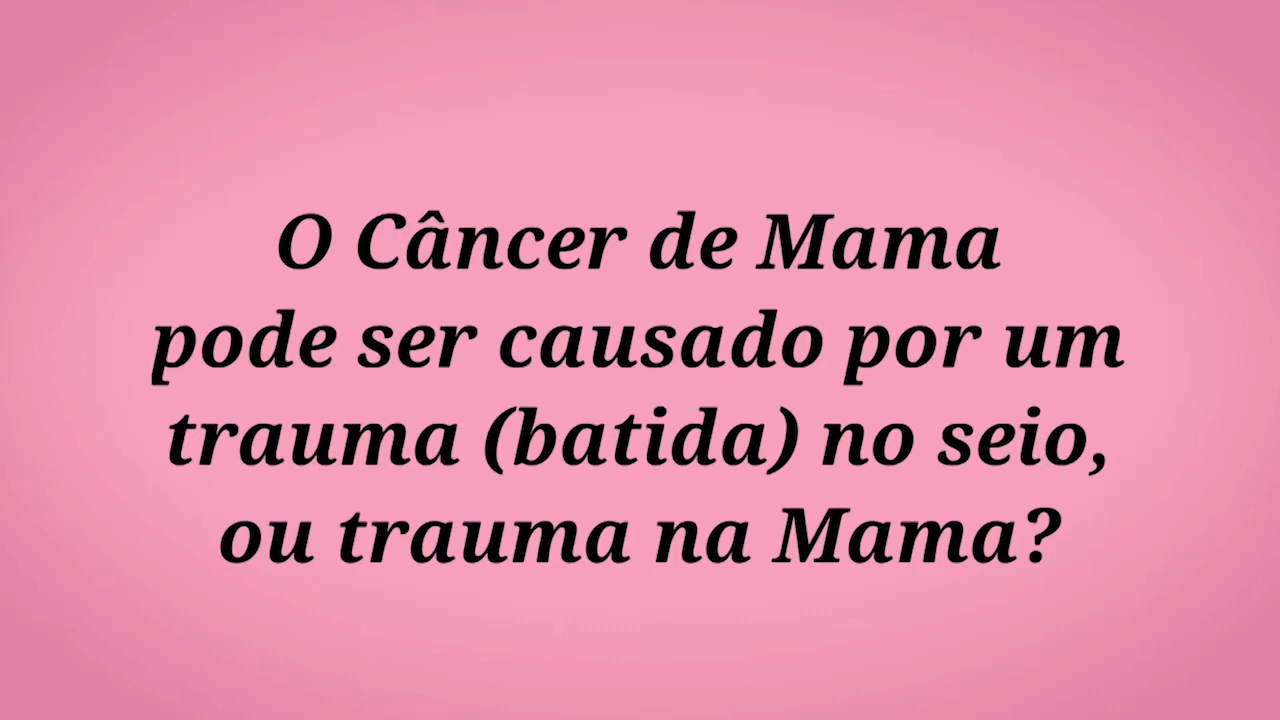 O Câncer de Mama
pode ser causado por um
trauma (batida) no seio,
ou trauma na Mama?